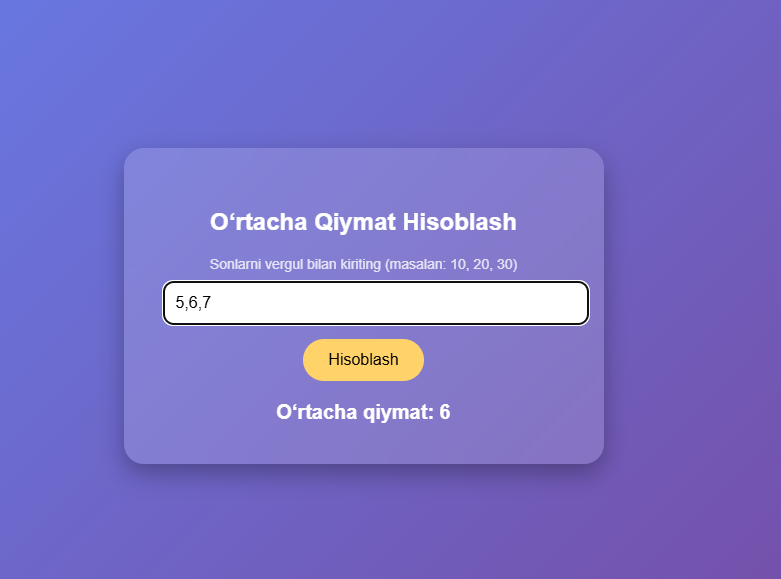 O‘rtacha Qiymat Hisoblash
Sonlarni vergul bilan kiriting (masalan: 10, 20, 30)
5,6,7
Hisoblash
O‘rtacha qiymat: 6